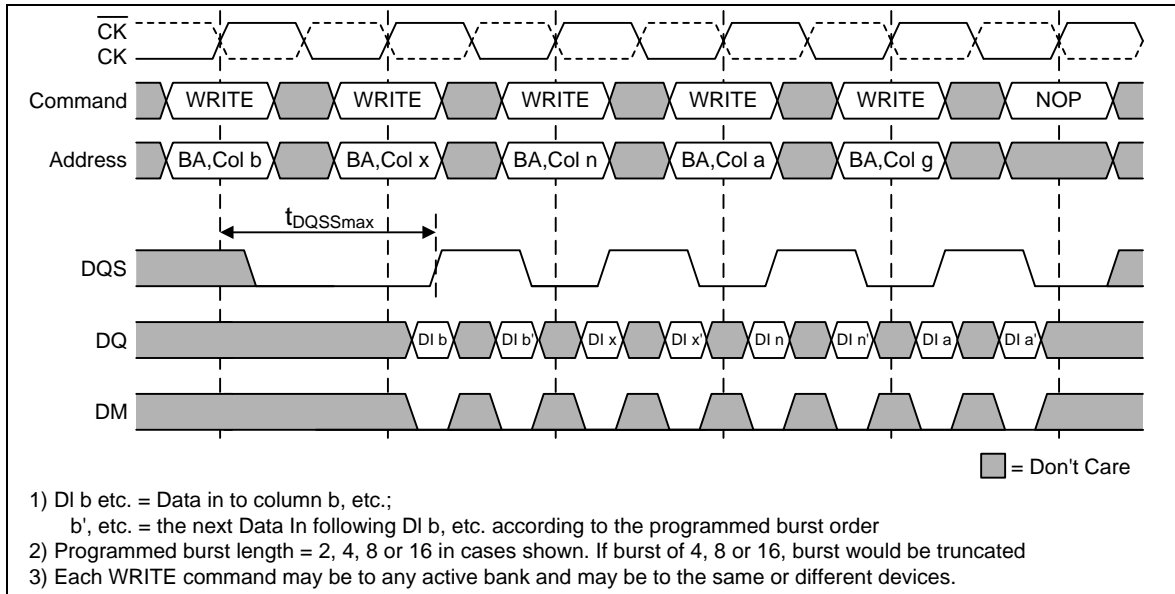 CK
CK
Command WRITE WRITE WRITE WRITE WRITE NOP
Address BA,Col b BA,Col x BA,Col n BA,Col a BA,Col g
tDQSSmax
DQS
DQ DI b DI b' DI x DI x' DI n DI n' DI a DI a'
DM
= Don't Care
1) DI b etc. = Data in to column b, etc.;
b', etc. = the next Data In following DI b, etc. according to the programmed burst order
2) Programmed burst length = 2, 4, 8 or 16 in cases shown. If burst of 4, 8 or 16, burst would be truncated
3) Each WRITE command may be to any active bank and may be to the same or different devices.